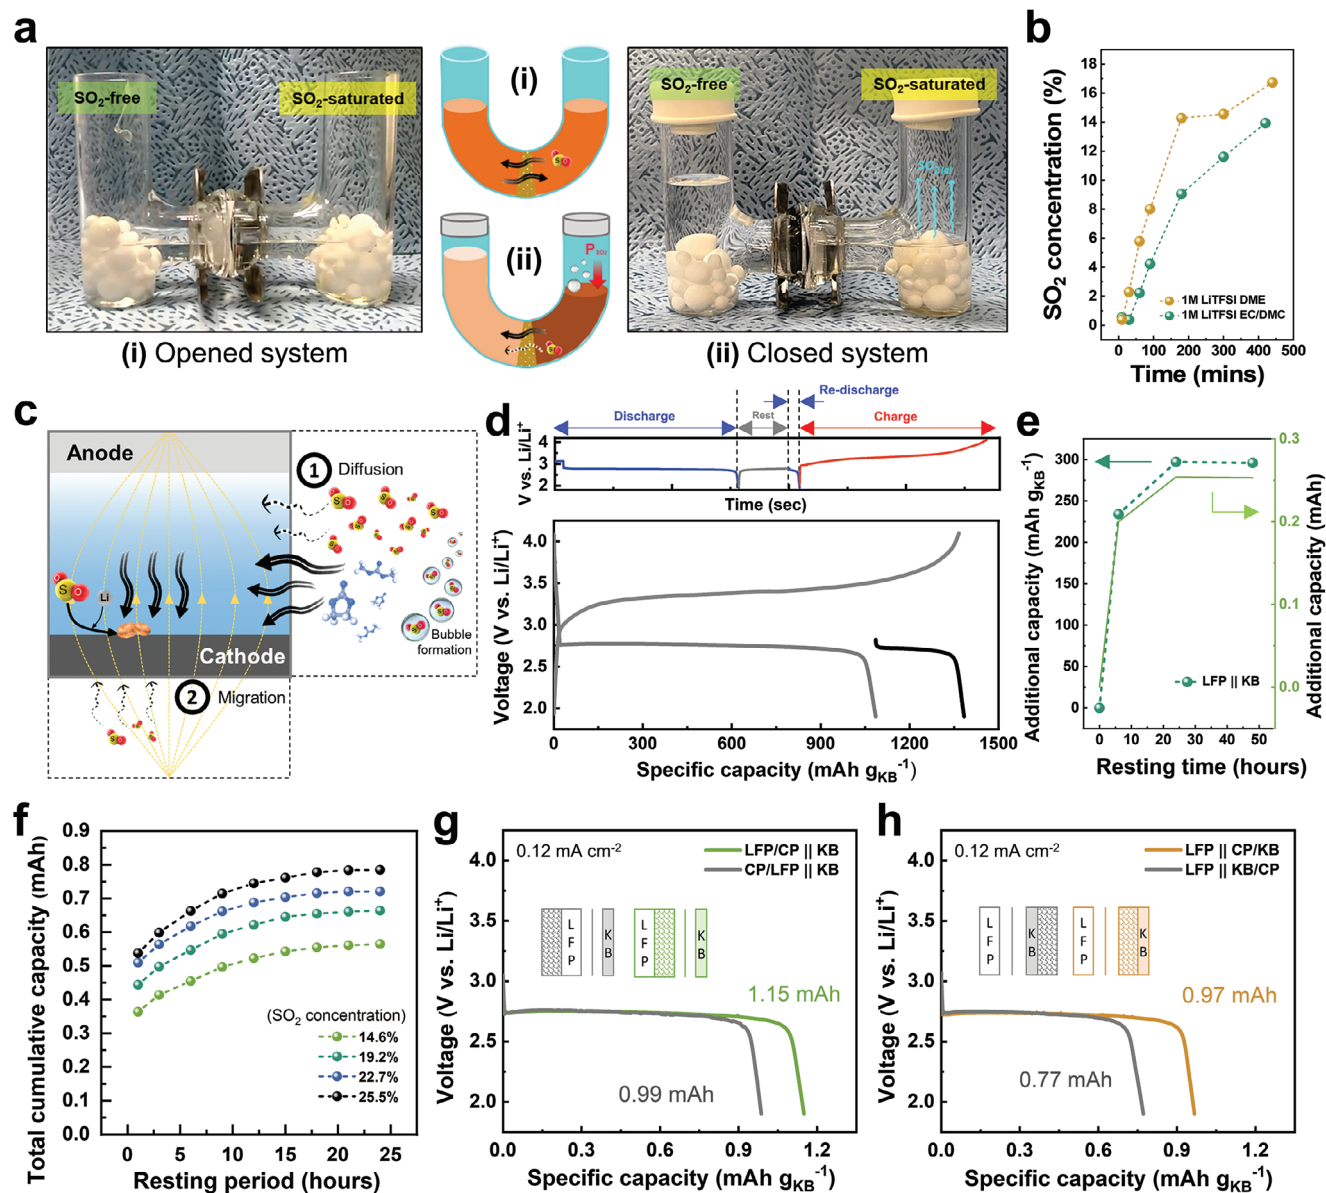 a
SO2-free
SO2-saturated
(i)
(ii)
P
SO2-free
SO2-saturated
SO2(g)
(i) Opened system
(ii) Closed system
b
SO2 concentration (%)
18
16
14
12
10
8
6
4
2
0
1M LiTFSI DME
1M LiTFSI EC/DMC
0 100 200 300 400 500
Time (mins)
c
Anode
1 Diffusion
S O
Li
Bubble
formation
Cathode
2 Migration
d
Re-discharge
Discharge
Rest
Charge
V vs. Li/Li+
4
3
2
Time (sec)
Voltage (V vs. Li/Li+)
4.0
3.5
3.0
2.5
2.0
0 300 600 900 1200 1500
Specific capacity (mAh gKB-1)
e
Additional capacity (mAh gKB-1)
300
250
200
150
100
50
0
LFP || KB
0.3
0.2
0.1
0.0
Additional capacity (mAh)
0 10 20 30 40 50
Resting time (hours)
f
Total cumulative capacity (mAh)
0.9
0.8
0.7
0.6
0.5
0.4
0.3
0.2
0.1
0.0
(SO2 concentration)
14.6%
19.2%
22.7%
25.5%
0 5 10 15 20 25
Resting period (hours)
g
0.12 mA cm-2
LFP/CP || KB
CP/LFP || KB
Voltage (V vs. Li/Li+)
4.0
3.5
3.0
2.5
2.0
LFP
KB
LFP
KB
1.15 mAh
0.99 mAh
0.0 0.3 0.6 0.9 1.2
Specific capacity (mAh gKB-1)
h
0.12 mA cm-2
LFP || CP/KB
LFP || KB/CP
Voltage (V vs. Li/Li+)
4.0
3.5
3.0
2.5
2.0
LFP
KB
LFP
KB
0.97 mAh
0.77 mAh
0.0 0.3 0.6 0.9 1.2
Specific capacity (mAh gKB-1)